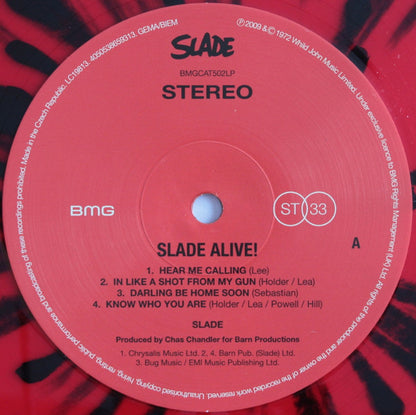 SLADE
BMGCAT502LP
STEREO
BMG
ST 33
SLADE ALIVE!
A
1. HEAR ME CALLING (Lee)
2. IN LIKE A SHOT FROM MY GUN (Holder / Lea)
3. DARLING BE HOME SOON (Sebastian)
4. KNOW WHO YOU ARE (Holder / Lea / Powell / Hill)
SLADE
Produced by Chas Chandler for Barn Productions
1. Chrysalis Music Ltd. 2, 4. Barn Pub. (Slade) Ltd.
3. Bug Music / EMI Music Publishing Ltd.
℗2009 & ©1972 Whild John Music Limited. Under exclusive licence to BMG Rights Management (UK) Ltd. All rights of the producer and the owner of the recorded work reserved. Unauthorised copying, hiring, renting, public performance and broadcasting of these recordings prohibited. Made in the Czech Republic. LC19813. 4050538659313. GEMA/BIEM